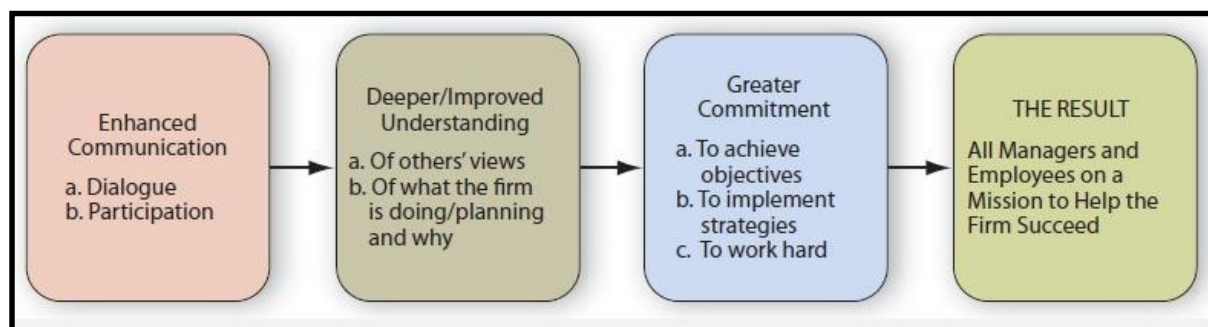 Enhanced
Communication
a. Dialogue
b. Participation
Deeper/Improved
Understanding
a. Of others’ views
b. Of what the firm
is doing/planning
and why
Greater
Commitment
a. To achieve
objectives
b. To implement
strategies
c. To work hard
THE RESULT
All Managers and
Employees on a
Mission to Help the
Firm Succeed